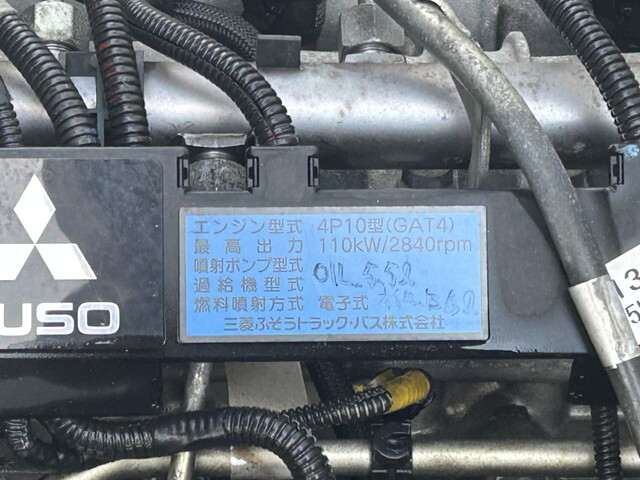 エンジン型式 4P10型(GAT4)
最高出力 110kW/2840rpm
噴射ポンプ型式
過給機型式
燃料噴射方式 電子式
三菱ふそうトラック・バス株式会社
USO
13
5